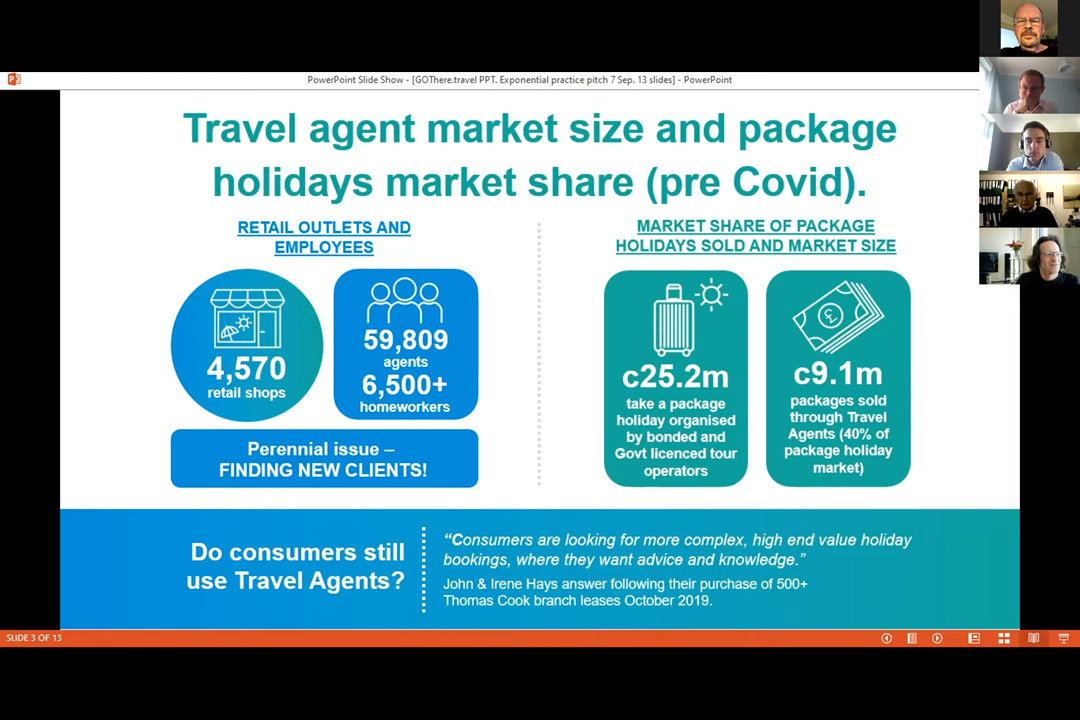 PowerPoint Slide Show - [GOThere.travel PPT. Exponential practice pitch 7 Sep. 13 slides] - PowerPoint
Travel agent market size and package
holidays market share (pre Covid).
RETAIL OUTLETS AND
EMPLOYEES
4,570
retail shops
59,809
agents
6,500+
homeworkers
Perennial issue –
FINDING NEW CLIENTS!
MARKET SHARE OF PACKAGE
HOLIDAYS SOLD AND MARKET SIZE
c25.2m
take a package
holiday organised
by bonded and
Govt licenced tour
operators
£
c9.1m
packages sold
through Travel
Agents (40% of
package holiday
market)
Do consumers still
use Travel Agents?
“Consumers are looking for more complex, high end value holiday
bookings, where they want advice and knowledge.”
John & Irene Hays answer following their purchase of 500+
Thomas Cook branch leases October 2019.
SLIDE 3 OF 13